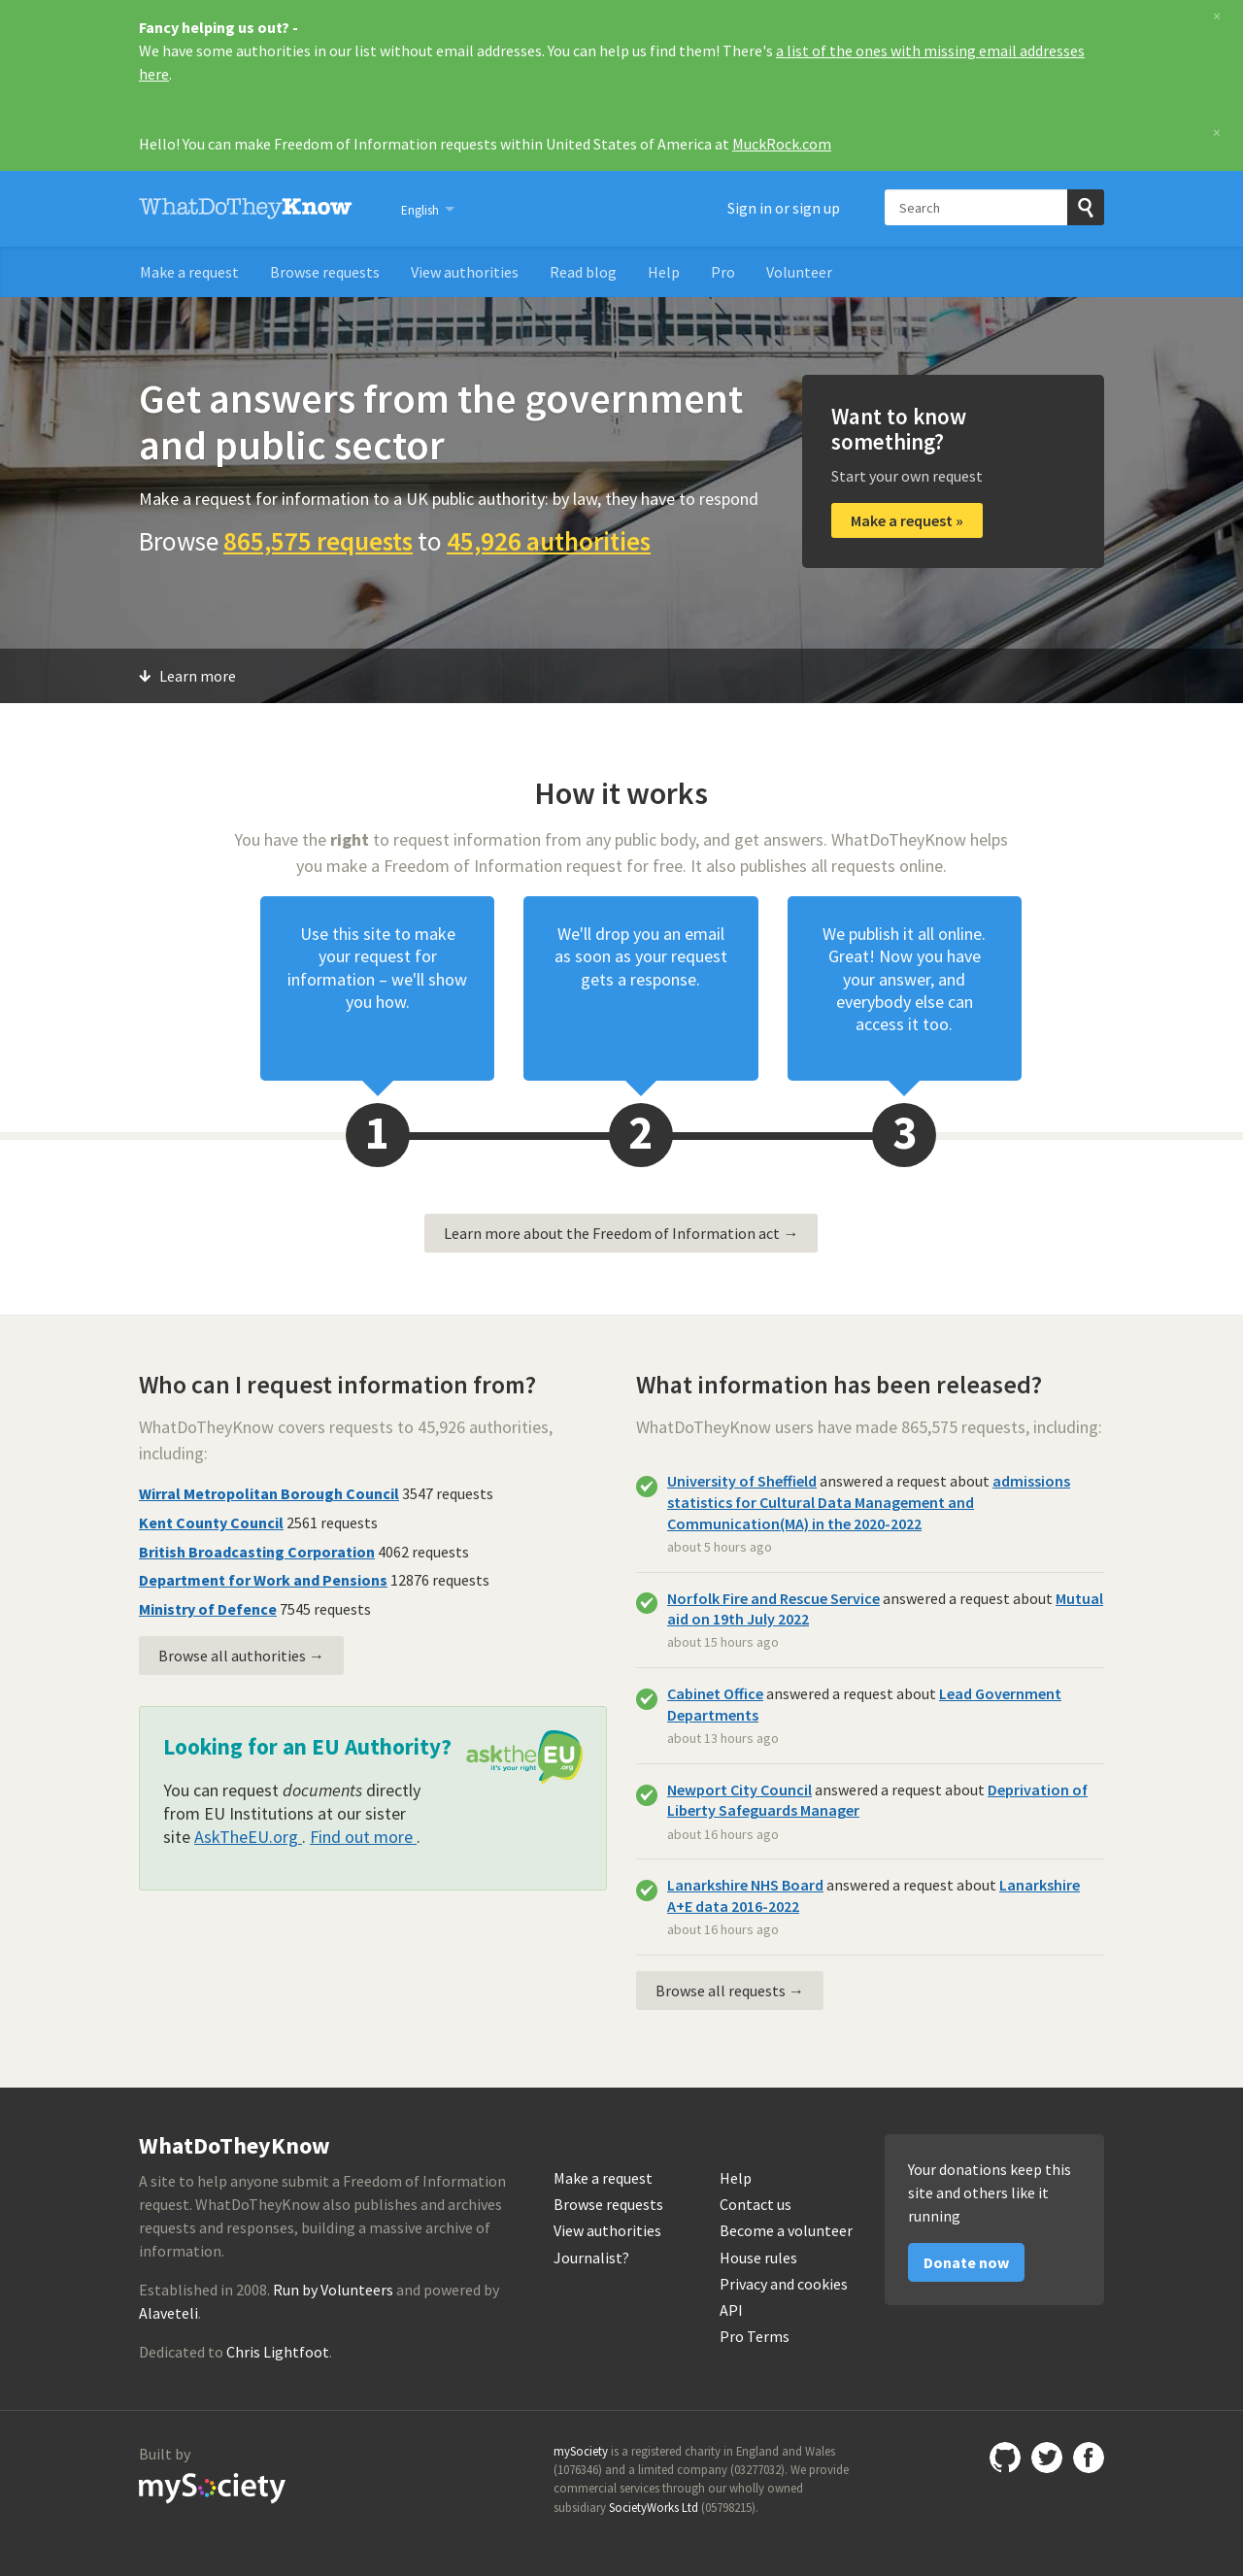 Fancy helping us out? -
We have some authorities in our list without email addresses. You can help us find them! There's a list of the ones with missing email addresses
here.
×
Hello! You can make Freedom of Information requests within United States of America at MuckRock.com
×
WhatDoTheyKnow
English
Sign in or sign up
Search
Make a request
Browse requests
View authorities
Read blog
Help
Pro
Volunteer
Get answers from the government
and public sector
Make a request for information to a UK public authority: by law, they have to respond
Browse 865,575 requests to 45,926 authorities
Want to know
something?
Start your own request
Make a request »
Learn more
How it works
You have the right to request information from any public body, and get answers. WhatDoTheyKnow helps
you make a Freedom of Information request for free. It also publishes all requests online.
Use this site to make
your request for
information – we'll show
you how.
We'll drop you an email
as soon as your request
gets a response.
We publish it all online.
Great! Now you have
your answer, and
everybody else can
access it too.
1
2
3
Learn more about the Freedom of Information act →
Who can I request information from?
WhatDoTheyKnow covers requests to 45,926 authorities,
including:
Wirral Metropolitan Borough Council 3547 requests
Kent County Council 2561 requests
British Broadcasting Corporation 4062 requests
Department for Work and Pensions 12876 requests
Ministry of Defence 7545 requests
Browse all authorities →
Looking for an EU Authority?
asktheEU.org
it's your right
You can request documents directly
from EU Institutions at our sister
site AskTheEU.org . Find out more .
What information has been released?
WhatDoTheyKnow users have made 865,575 requests, including:
University of Sheffield answered a request about admissions
statistics for Cultural Data Management and
Communication(MA) in the 2020-2022
about 5 hours ago
Norfolk Fire and Rescue Service answered a request about Mutual
aid on 19th July 2022
about 15 hours ago
Cabinet Office answered a request about Lead Government
Departments
about 13 hours ago
Newport City Council answered a request about Deprivation of
Liberty Safeguards Manager
about 16 hours ago
Lanarkshire NHS Board answered a request about Lanarkshire
A+E data 2016-2022
about 16 hours ago
Browse all requests →
WhatDoTheyKnow
A site to help anyone submit a Freedom of Information
request. WhatDoTheyKnow also publishes and archives
requests and responses, building a massive archive of
information.
Established in 2008. Run by Volunteers and powered by
Alaveteli.
Dedicated to Chris Lightfoot.
Make a request
Browse requests
View authorities
Journalist?
Help
Contact us
Become a volunteer
House rules
Privacy and cookies
API
Pro Terms
Your donations keep this
site and others like it
running
Donate now
Built by
mySociety
mySociety is a registered charity in England and Wales
(1076346) and a limited company (03277032). We provide
commercial services through our wholly owned
subsidiary SocietyWorks Ltd (05798215).